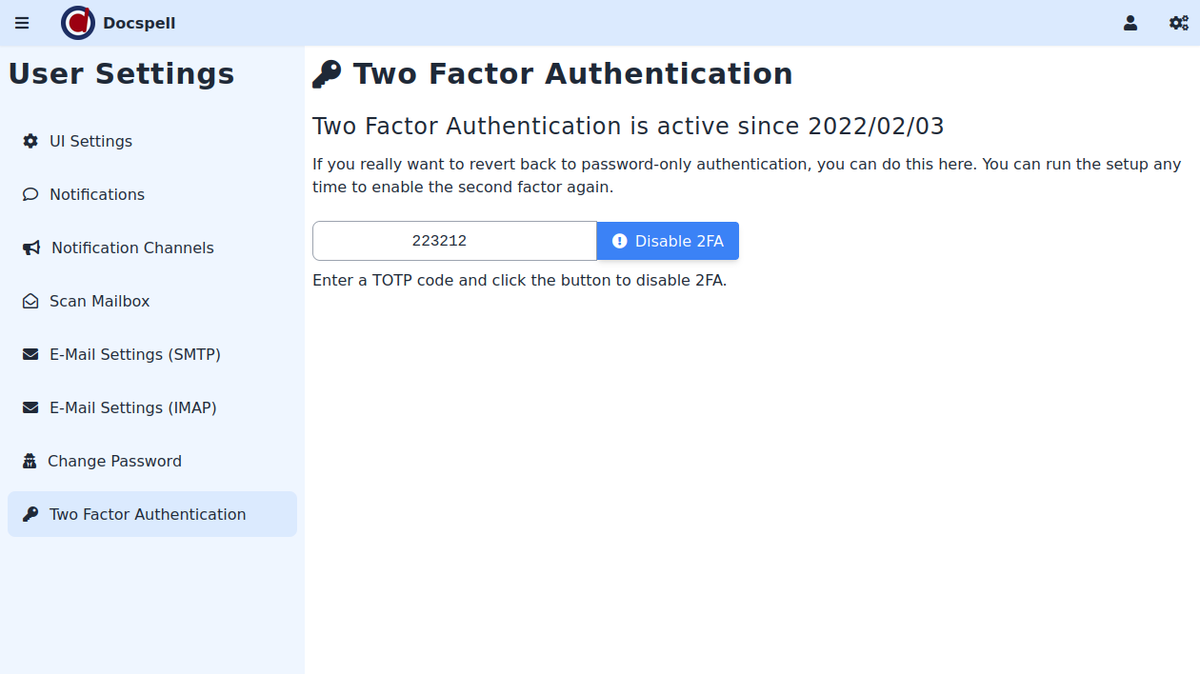 Docspell
User Settings
UI Settings
Notifications
Notification Channels
Scan Mailbox
E-Mail Settings (SMTP)
E-Mail Settings (IMAP)
Change Password
Two Factor Authentication
Two Factor Authentication
Two Factor Authentication is active since 2022/02/03
If you really want to revert back to password-only authentication, you can do this here. You can run the setup any
time to enable the second factor again.
223212
Disable 2FA
Enter a TOTP code and click the button to disable 2FA.